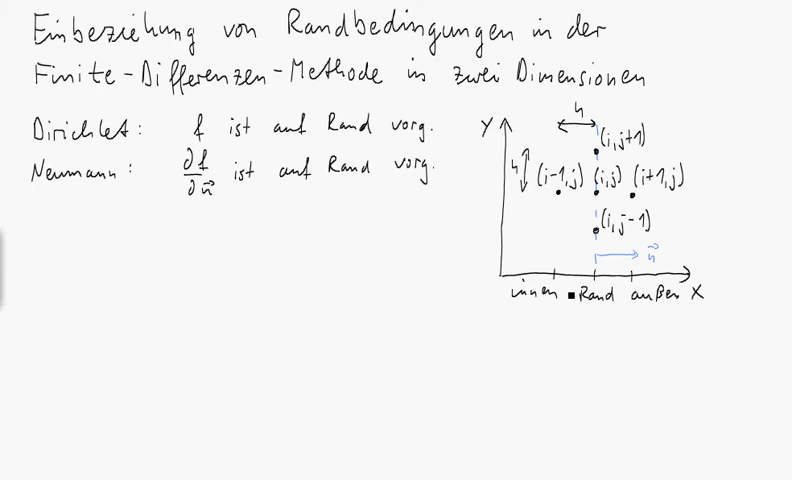 Einbeziehung von Randbedingungen in der
Finite-Differenzen-Methode in zwei Dimensionen
Dirichlet: f ist auf Rand vorg.
Neumann: ∂f/∂n⃗ ist auf Rand vorg.
h
Y
(i,j+1)
h (i-1,j) (i,j) (i+1,j)
(i,j-1)
n⃗
innen Rand außen X